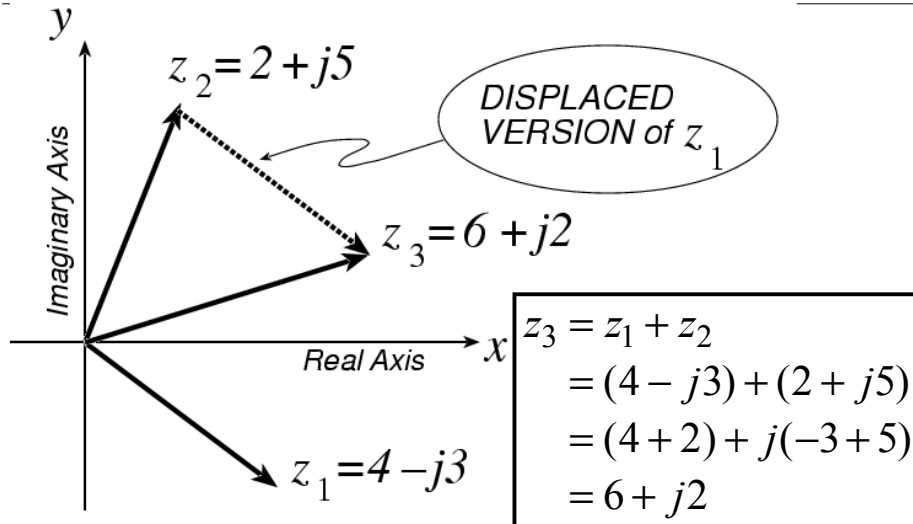 y
z₂ = 2 + j5
DISPLACED
VERSION of z₁
Imaginary Axis
z₃ = 6 + j2
x
Real Axis
z₁ = 4 − j3
z₃ = z₁ + z₂
= (4 − j3) + (2 + j5)
= (4 + 2) + j(−3 + 5)
= 6 + j2